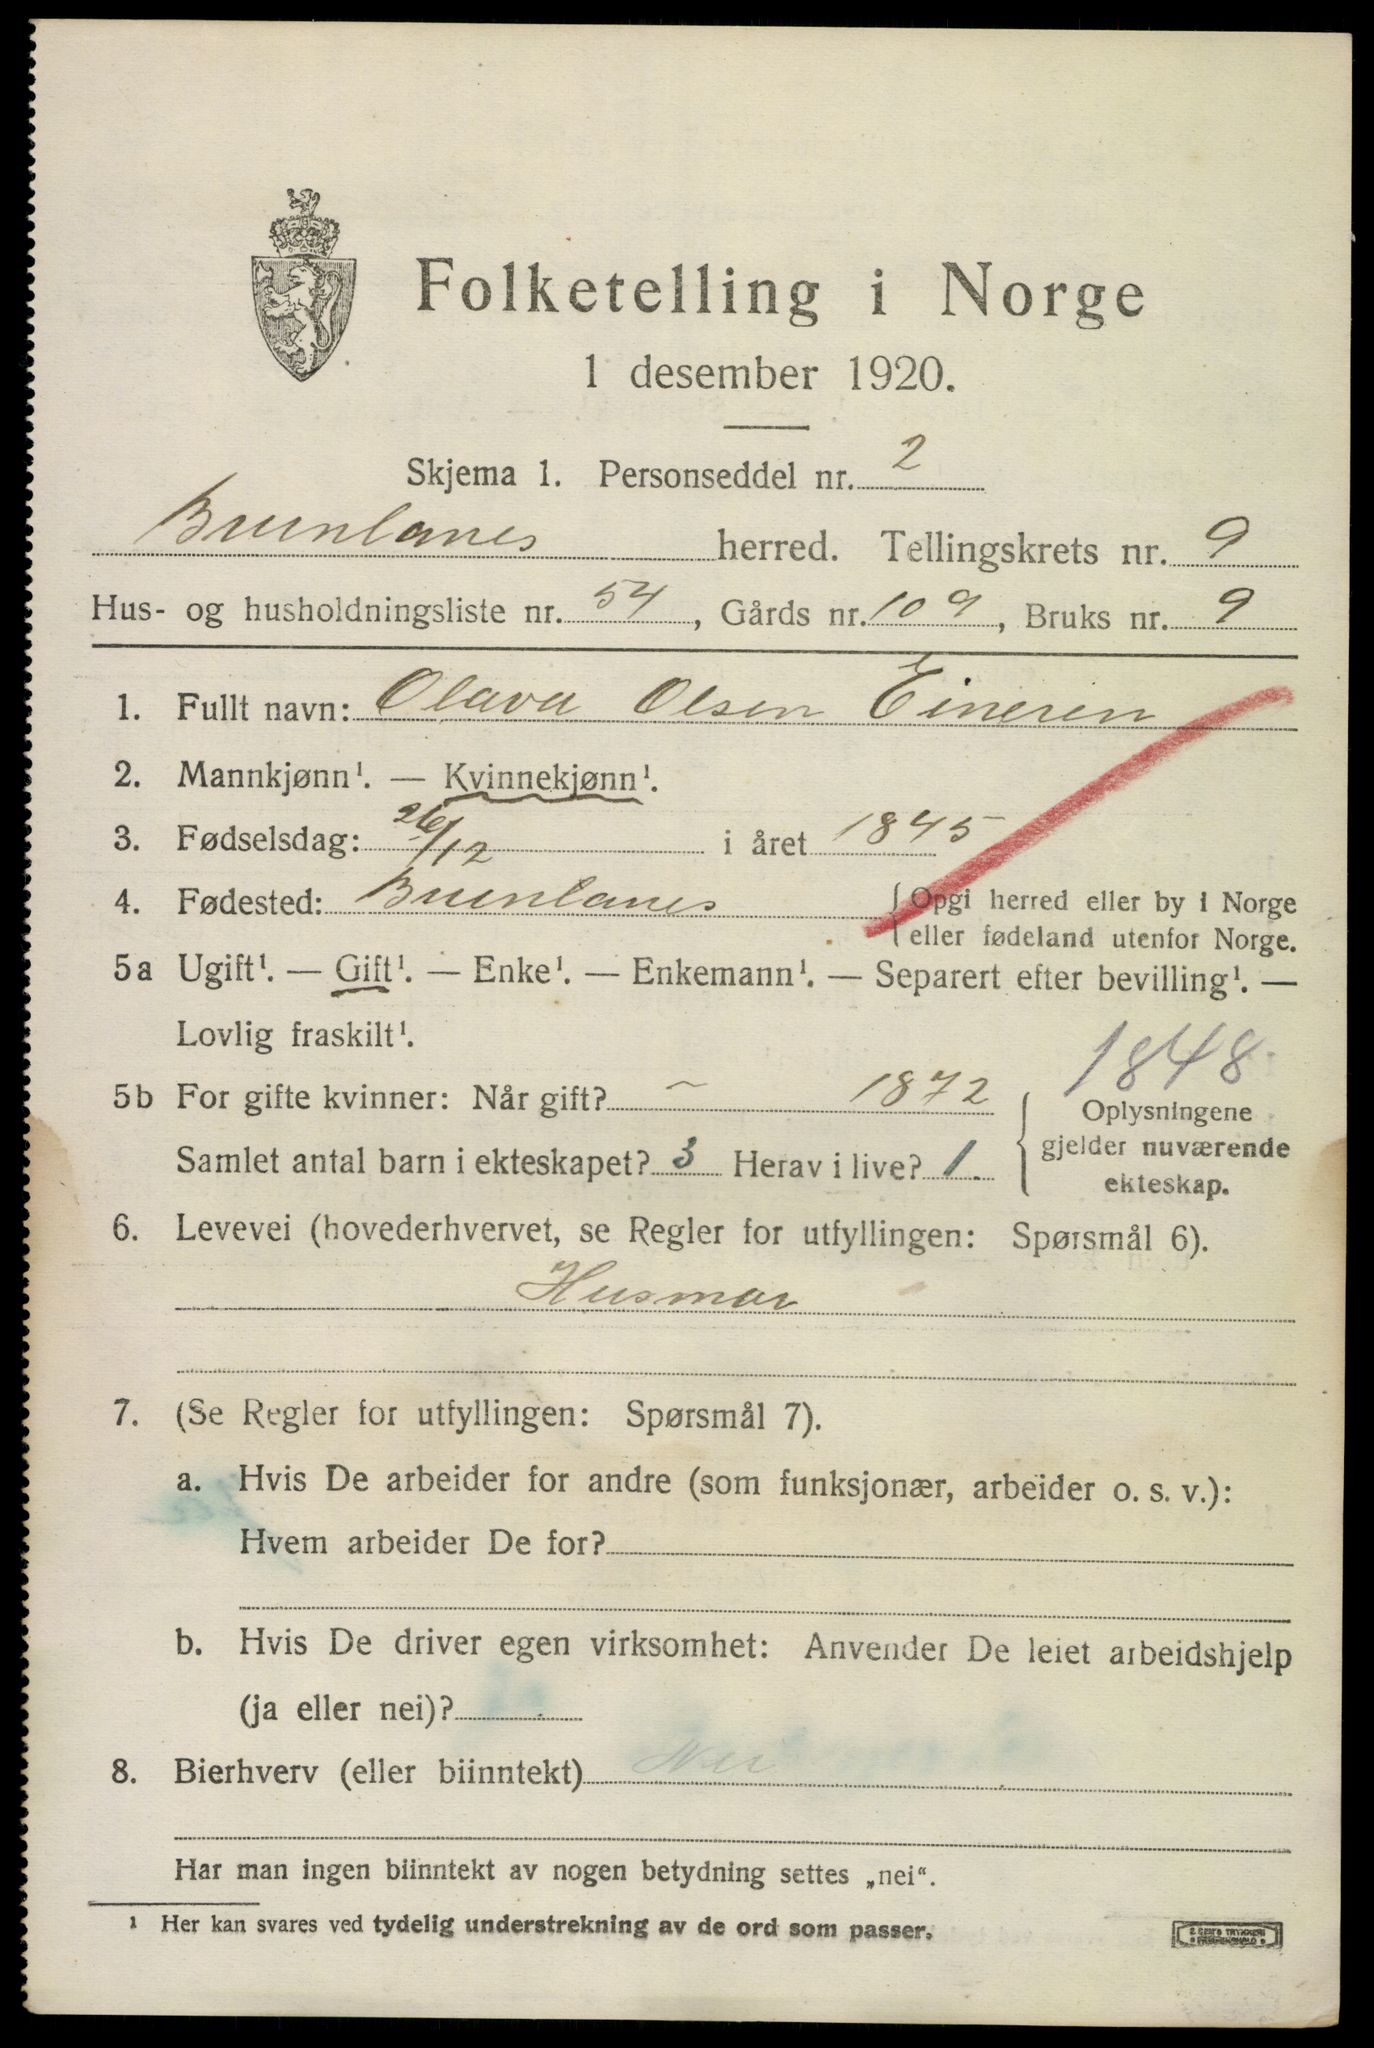 Folketelling i Norge
1 desember 1920.
Skjema 1. Personseddel nr. 2
Brunlanes herred. Tellingskrets nr. 9
Hus- og husholdningsliste nr. 54, Gårds nr. 109, Bruks nr. 9
1. Fullt navn: Olava Olsen Eineren
2. Mannkjønn¹. — Kvinnekjønn¹.
3. Fødselsdag: 26/12 i året 1845
4. Fødested: Brunlanes { Opgi herred eller by i Norge
eller fødeland utenfor Norge.
5a Ugift¹. — Gift¹. — Enke¹. — Enkemann¹. — Separert efter bevilling¹. —
Lovlig fraskilt¹.
1848
5b For gifte kvinner: Når gift? ~ 1872
Samlet antal barn i ekteskapet? 3 Herav i live? 1.
Oplysningene
gjelder nuværende
ekteskap.
6. Levevei (hovederhvervet, se Regler for utfyllingen: Spørsmål 6).
Husmor
7. (Se Regler for utfyllingen: Spørsmål 7).
a. Hvis De arbeider for andre (som funksjonær, arbeider o. s. v.):
Hvem arbeider De for?
b. Hvis De driver egen virksomhet: Anvender De leiet arbeidshjelp
(ja eller nei)?
8. Bierhverv (eller biinntekt) Nei
Har man ingen biinntekt av nogen betydning settes „nei“.
¹ Her kan svares ved tydelig understrekning av de ord som passer.